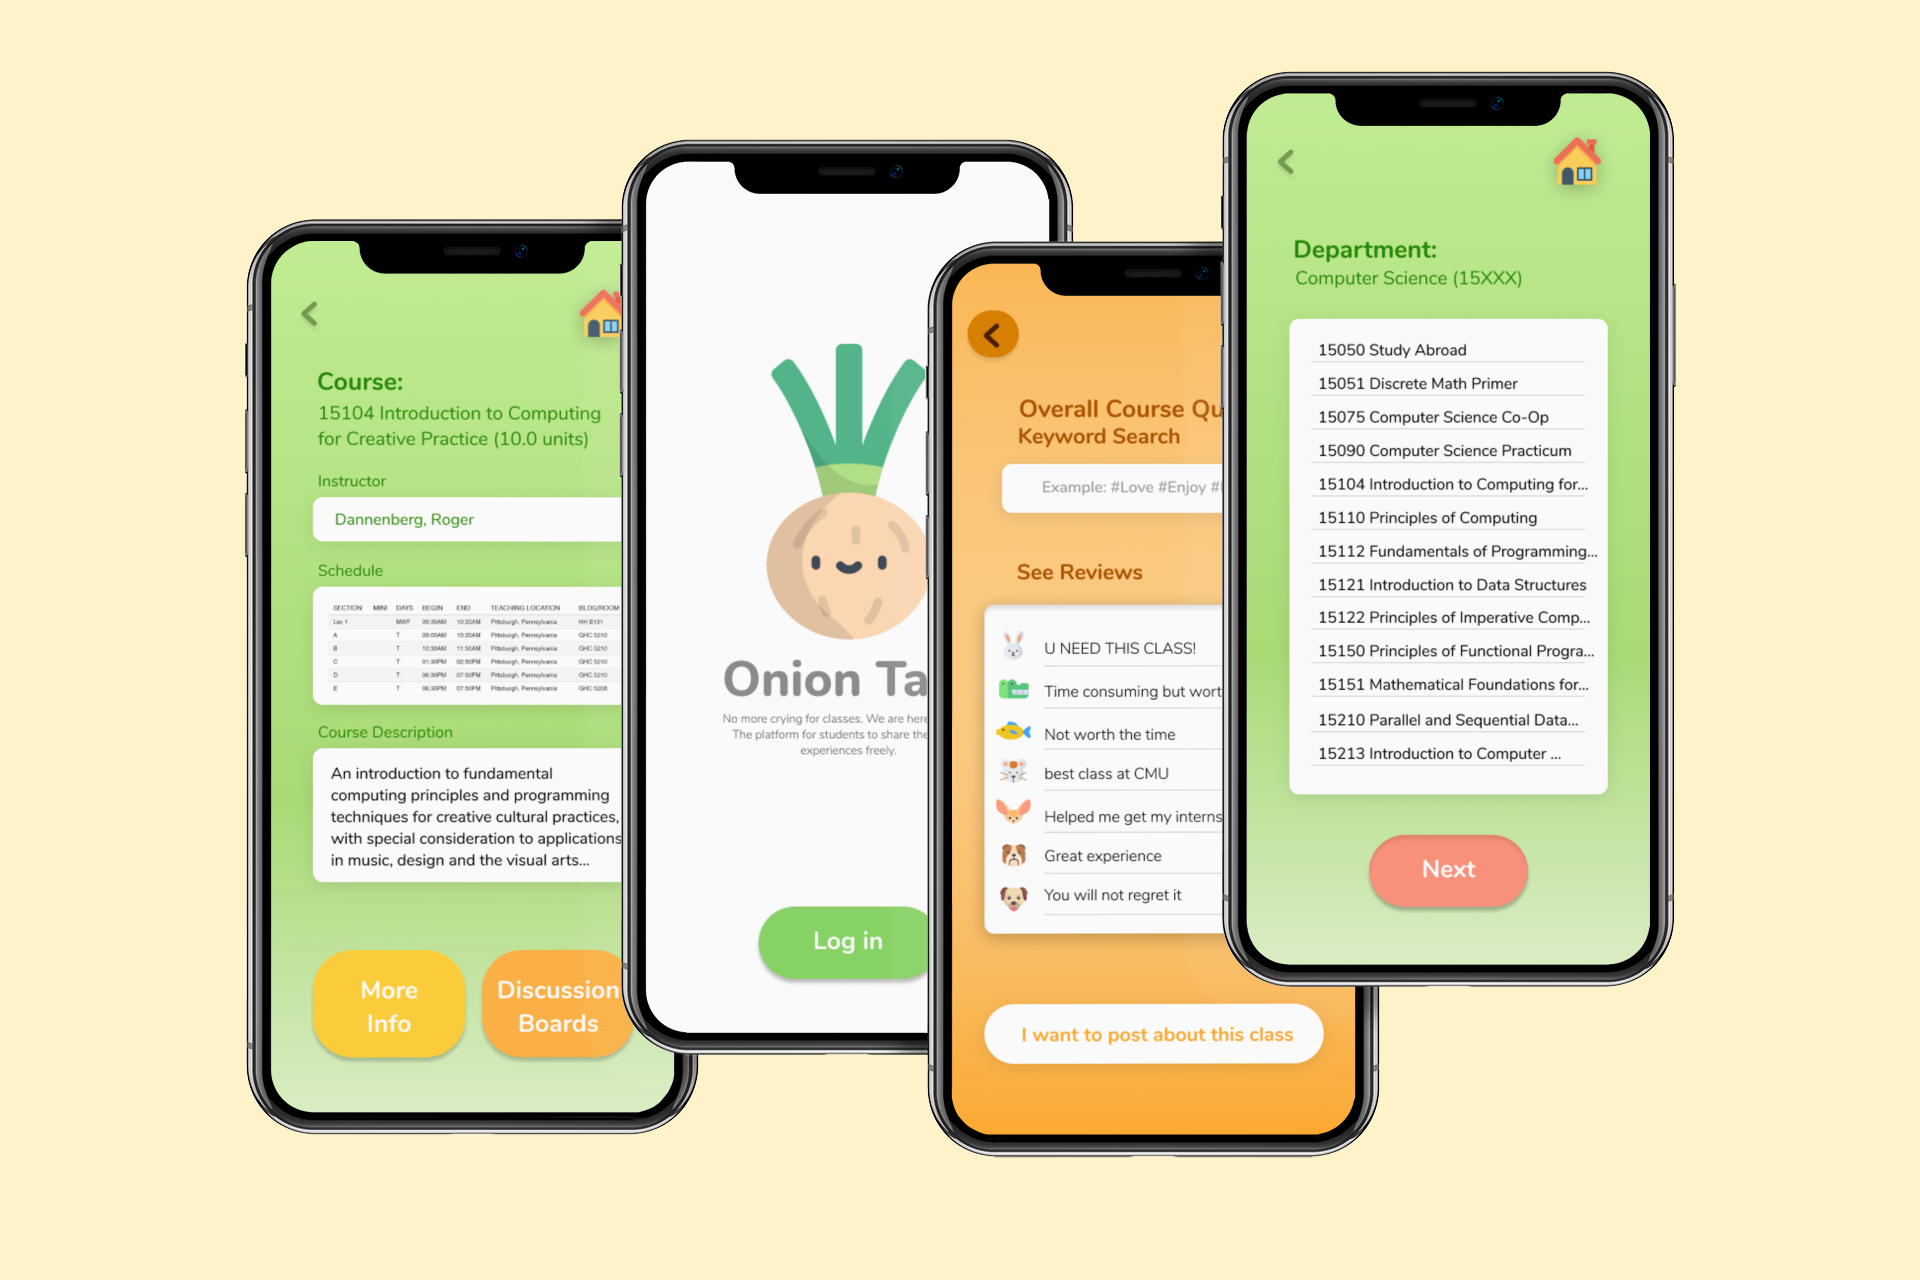 Course:
15104 Introduction to Computing
for Creative Practice (10.0 units)
Instructor
Dannenberg, Roger
Schedule
SECTION MINI DAYS BEGIN END TEACHING LOCATION BLDG/ROOM
Lec 1 MWF 09:30AM 10:20AM Pittsburgh, Pennsylvania HH B131
A T 09:00AM 10:20AM Pittsburgh, Pennsylvania GHC 5210
B T 10:30AM 11:50AM Pittsburgh, Pennsylvania GHC 5210
C T 01:30PM 02:50PM Pittsburgh, Pennsylvania GHC 5210
D T 06:30PM 07:50PM Pittsburgh, Pennsylvania GHC 5210
E T 06:30PM 07:50PM Pittsburgh, Pennsylvania GHC 5208
Course Description
An introduction to fundamental
computing principles and programming
techniques for creative cultural practices,
with special consideration to applications
in music, design and the visual arts...
More
Info
Discussion
Boards
Onion Ta
No more crying for classes. We are here
The platform for students to share the
experiences freely.
Log in
Overall Course Qu
Keyword Search
Example: #Love #Enjoy #
See Reviews
U NEED THIS CLASS!
Time consuming but wort
Not worth the time
best class at CMU
Helped me get my interns
Great experience
You will not regret it
I want to post about this class
Department:
Computer Science (15XXX)
15050 Study Abroad
15051 Discrete Math Primer
15075 Computer Science Co-Op
15090 Computer Science Practicum
15104 Introduction to Computing for...
15110 Principles of Computing
15112 Fundamentals of Programming...
15121 Introduction to Data Structures
15122 Principles of Imperative Comp...
15150 Principles of Functional Progra...
15151 Mathematical Foundations for...
15210 Parallel and Sequential Data...
15213 Introduction to Computer ...
Next